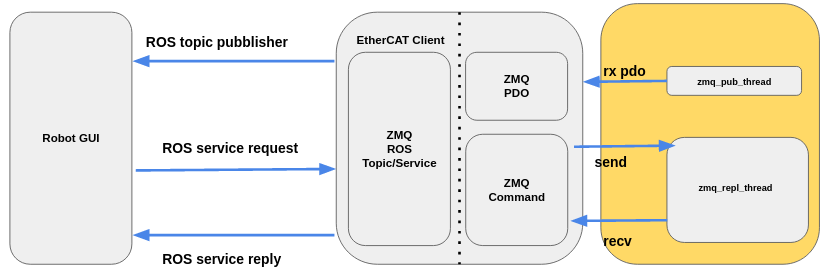 ROS topic pubblisher
EtherCAT Client
rx pdo
ZMQ
PDO
zmq_pub_thread
Robot GUI
ROS service request
ZMQ
ROS
Topic/Service
send
ZMQ
Command
zmq_repl_thread
recv
ROS service reply